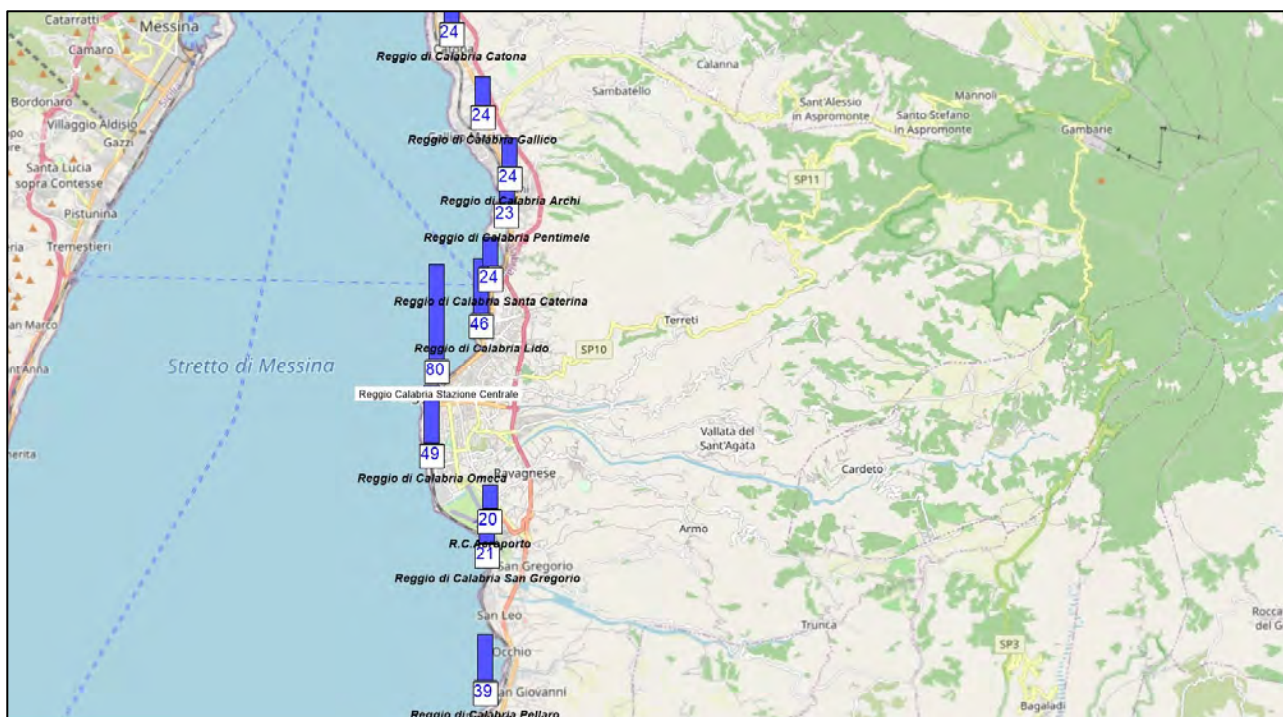 Catarratti
Messina
Camaro
Bordonaro
Villaggio Aldisio
Gazzi
Santa Lucia
sopra Contesse
Pistunina
Tremestieri
San Marco
Sant'Anna
Stretto di Messina
24
Catona
Reggio di Calabria Catona
24
Reggio di Calabria Gallico
24
Reggio di Calabria Archi
23
Reggio di Calabria Pentimele
24
Reggio di Calabria Santa Caterina
46
Reggio di Calabria Lido
80
Reggio Calabria Stazione Centrale
49
Reggio di Calabria Omeca
Ravagnese
20
R.C.Aeroporto
21
San Gregorio
Reggio di Calabria San Gregorio
San Leo
Occhio
39
San Giovanni
Reggio di Calabria Pellaro
Calanna
Sambatello
Sant'Alessio
in Aspromonte
Mannoli
Santo Stefano
in Aspromonte
Gambarie
SP11
Terreti
SP10
Vallata del
Sant'Agata
Cardeto
Armo
Trunca
SP3
Bagaladi